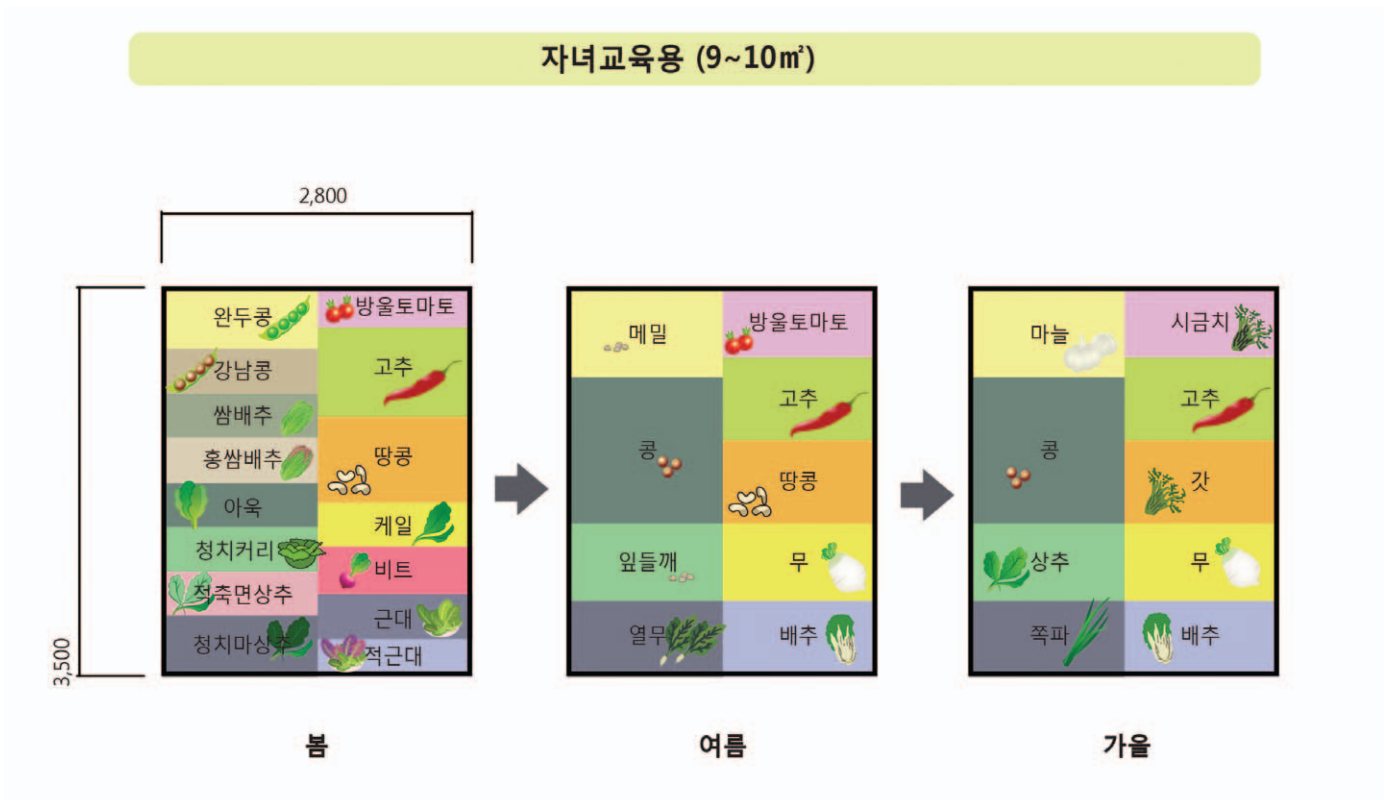 자녀교육용 (9~10㎡)
2,800
3,500
완두콩
강남콩
쌈배추
홍쌈배추
아욱
청치커리
적축면상추
청치마상추
방울토마토
고추
땅콩
케일
비트
근대
적근대
봄
메밀
콩
잎들깨
열무
방울토마토
고추
땅콩
무
배추
여름
마늘
콩
상추
쪽파
시금치
고추
갓
무
배추
가을